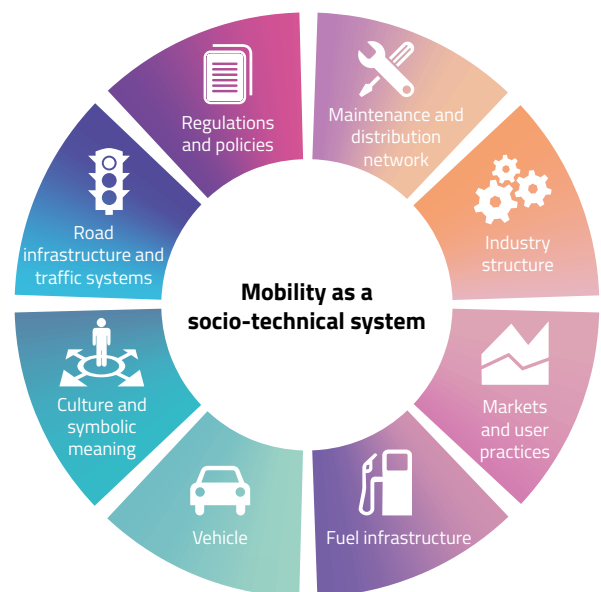 Regulations
and policies
Maintenance and
distribution
network
Industry
structure
Markets
and user
practices
Fuel infrastructure
Vehicle
Culture and
symbolic
meaning
Road
infrastructure and
traffic systems
Mobility as a
socio-technical system